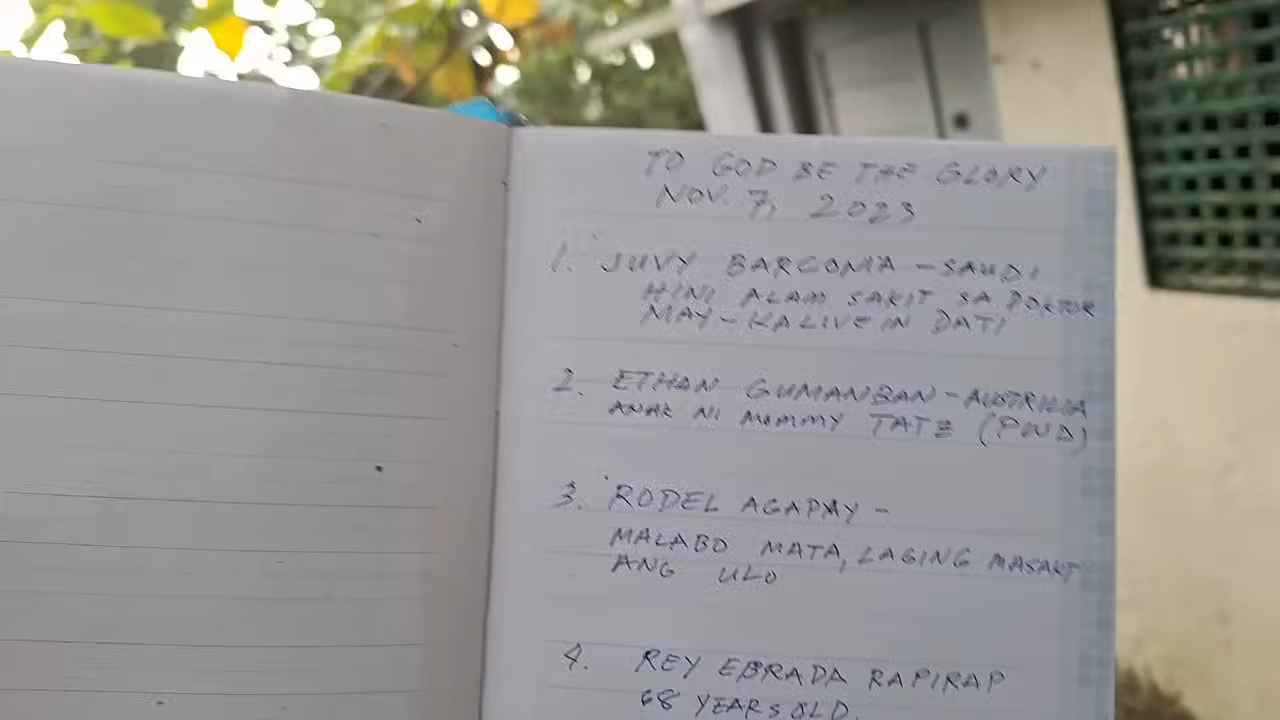 TO GOD BE THE GLORY
NOV. 7, 2023
1. JUVY BARCOMA - SAUDI
HINI ALAM SAKIT SA DOKTOR
MAY - KALIVE IN DATI
2. ETHAN GUMANBAN - AUSTRILIA
ANAK NI MOMMY TATE (PWD)
3. RODEL AGAPAY -
MALABO MATA, LAGING MASAKIT
ANG ULO
4. REY EBRADA RAPIRAP
68 YEARS OLD.